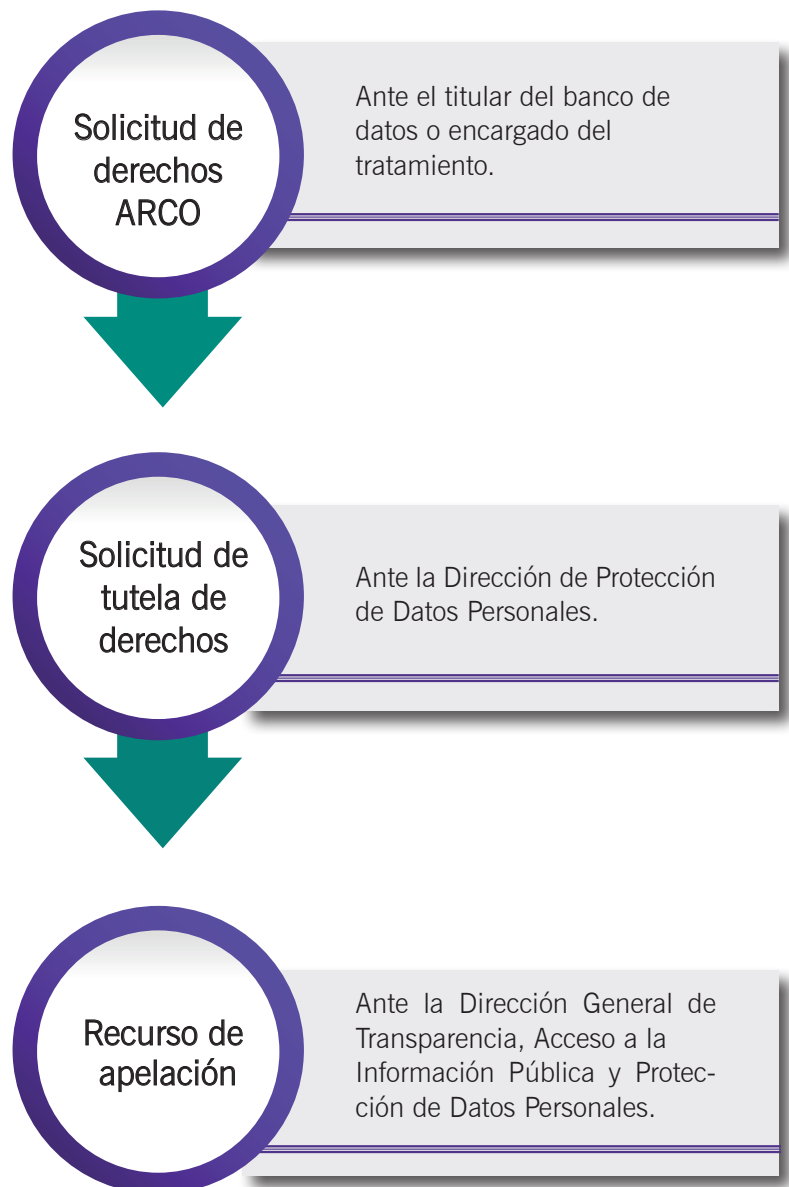 Solicitud de
derechos
ARCO
Ante el titular del banco de
datos o encargado del
tratamiento.
Solicitud de
tutela de
derechos
Ante la Dirección de Protección
de Datos Personales.
Recurso de
apelación
Ante la Dirección General de
Transparencia, Acceso a la
Información Pública y Protec-
ción de Datos Personales.